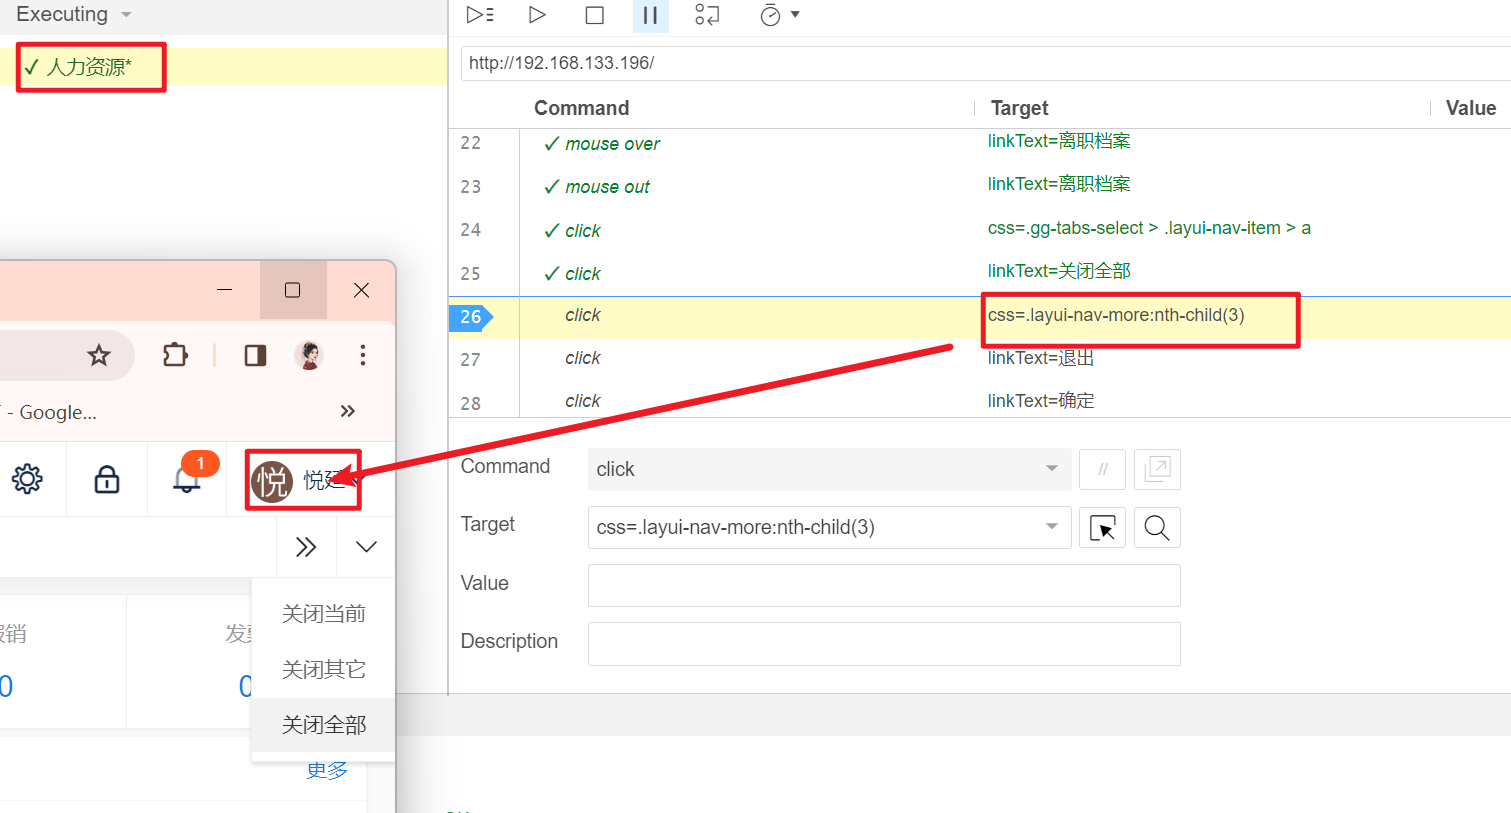 Executing
✓ 人力资源*
http://192.168.133.196/
Command Target Value
22 ✓ mouse over linkText=离职档案
23 ✓ mouse out linkText=离职档案
24 ✓ click css=.gg-tabs-select > .layui-nav-item > a
25 ✓ click linkText=关闭全部
26 click css=.layui-nav-more:nth-child(3)
27 click linkText=退出
28 click linkText=确定
Command click //
Target css=.layui-nav-more:nth-child(3)
Value
Description
- Google...
1
悦 悦廷
关闭当前
关闭其它
关闭全部
销
0
0
更多